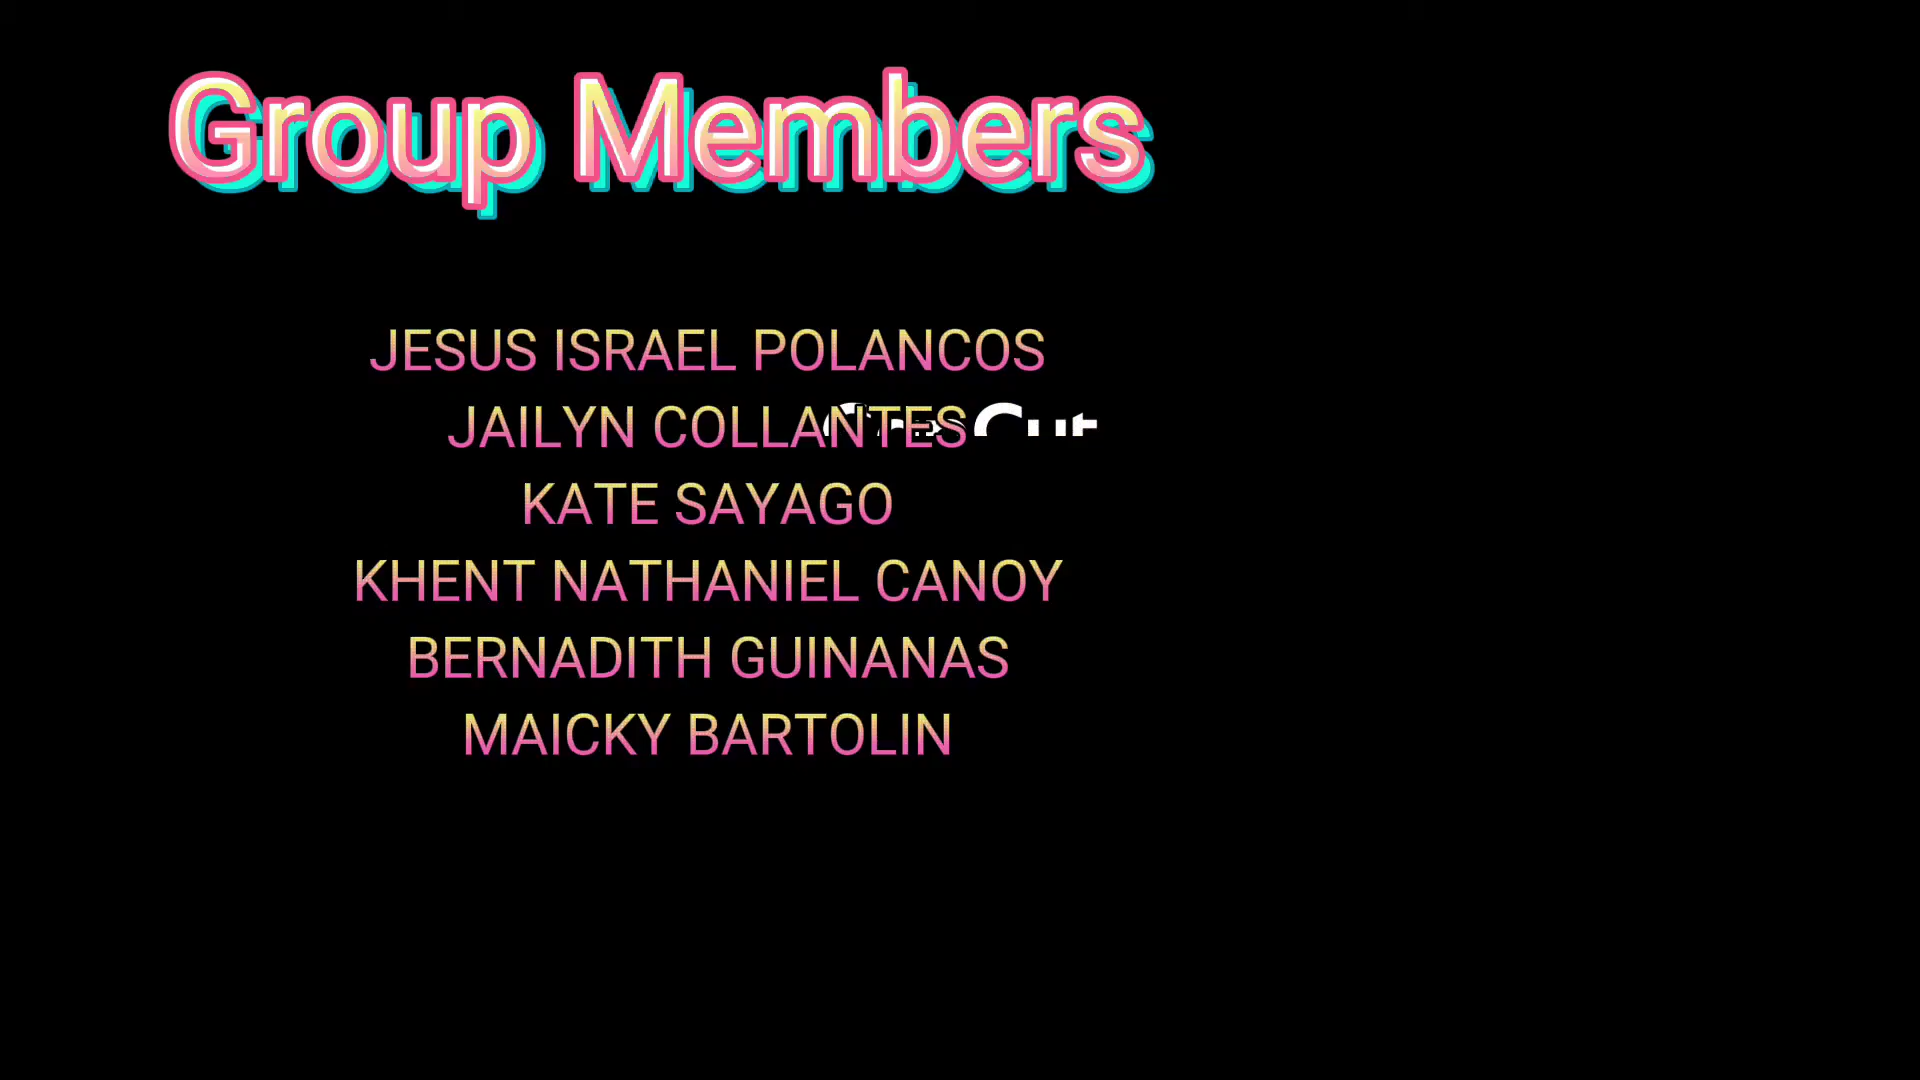 Group Members
JESUS ISRAEL POLANCOS
JAILYN COLLANTES
KATE SAYAGO
KHENT NATHANIEL CANOY
BERNADITH GUINANAS
MAICKY BARTOLIN